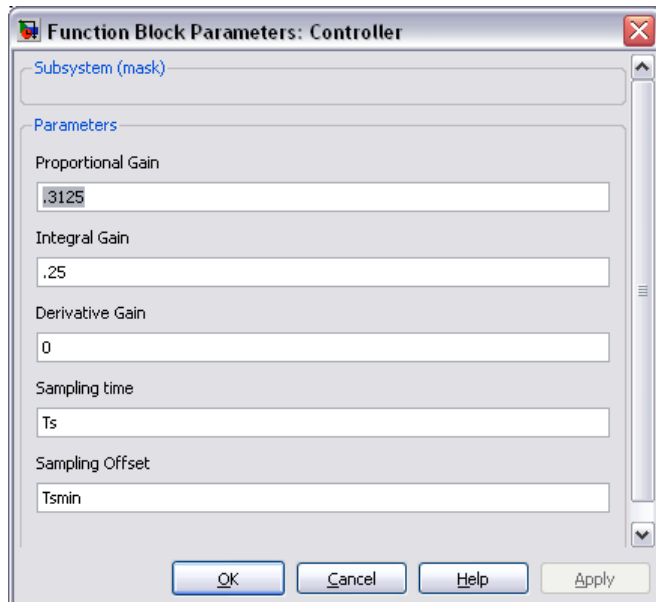 Function Block Parameters: Controller
Subsystem (mask)
Parameters
Proportional Gain
.3125
Integral Gain
.25
Derivative Gain
0
Sampling time
Ts
Sampling Offset
Tsmin
OK Cancel Help Apply